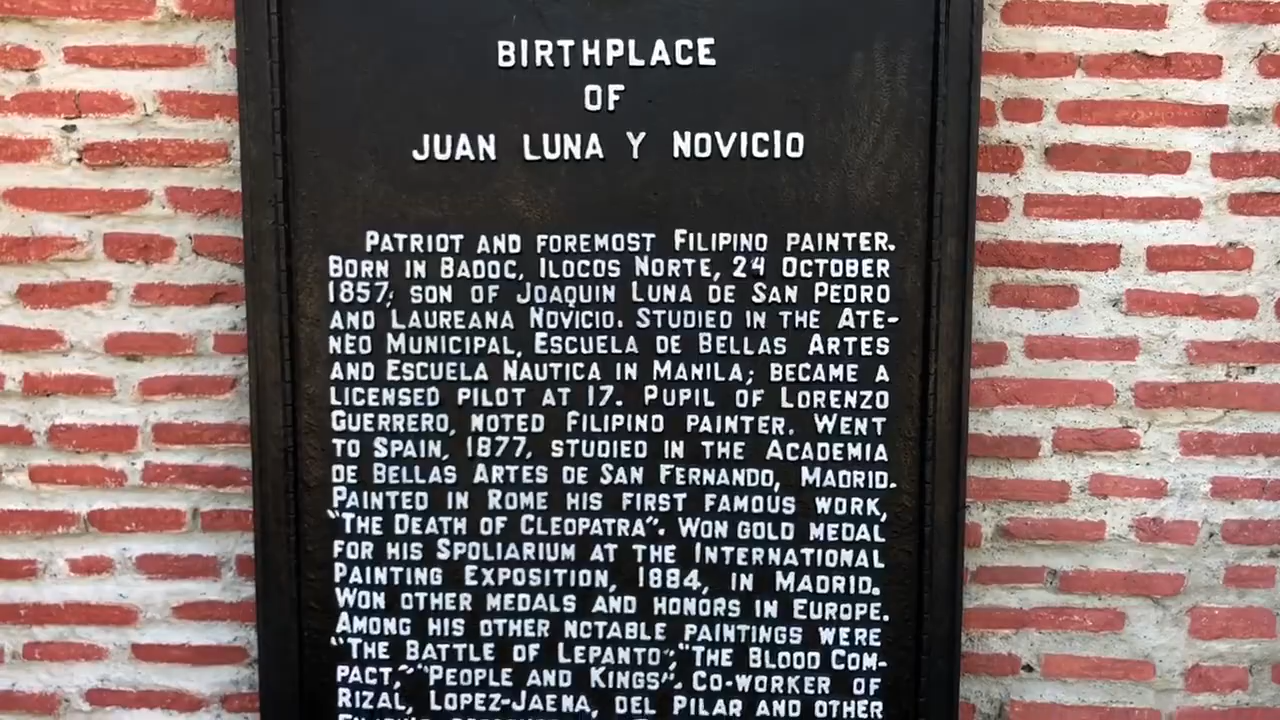 BIRTHPLACE
OF
JUAN LUNA Y NOVICIO
PATRIOT AND FOREMOST FILIPINO PAINTER.
BORN IN BADOC, ILOCOS NORTE, 24 OCTOBER
1857; SON OF JOAQUIN LUNA DE SAN PEDRO
AND LAUREANA NOVICIO. STUDIED IN THE ATE-
NEO MUNICIPAL, ESCUELA DE BELLAS ARTES
AND ESCUELA NAUTICA IN MANILA; BECAME A
LICENSED PILOT AT 17. PUPIL OF LORENZO
GUERRERO, NOTED FILIPINO PAINTER. WENT
TO SPAIN, 1877, STUDIED IN THE ACADEMIA
DE BELLAS ARTES DE SAN FERNANDO, MADRID.
PAINTED IN ROME HIS FIRST FAMOUS WORK,
"THE DEATH OF CLEOPATRA". WON GOLD MEDAL
FOR HIS SPOLIARIUM AT THE INTERNATIONAL
PAINTING EXPOSITION, 1884, IN MADRID.
WON OTHER MEDALS AND HONORS IN EUROPE.
AMONG HIS OTHER NOTABLE PAINTINGS WERE
"THE BATTLE OF LEPANTO", "THE BLOOD COM-
PACT," "PEOPLE AND KINGS". CO-WORKER OF
RIZAL, LOPEZ-JAENA, DEL PILAR AND OTHER